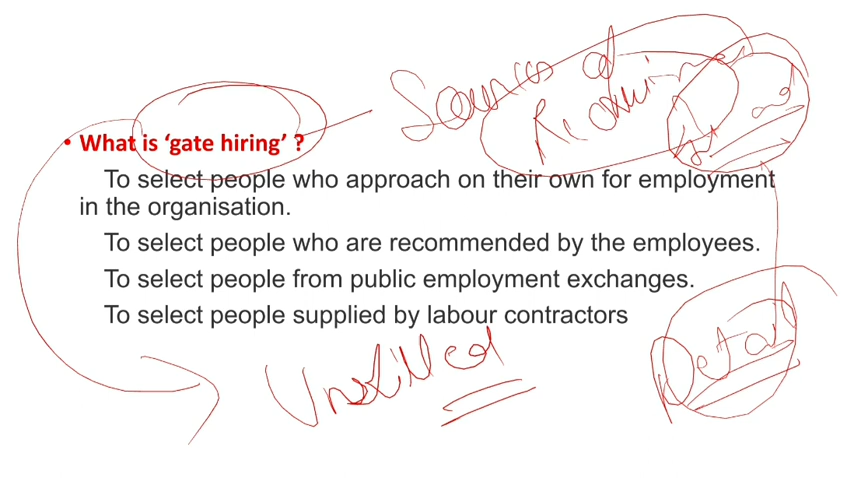 Sources of
Recrui
• What is ‘gate hiring’ ?
To select people who approach on their own for employment
in the organisation.
To select people who are recommended by the employees.
To select people from public employment exchanges.
To select people supplied by labour contractors
Unskilled
Detail